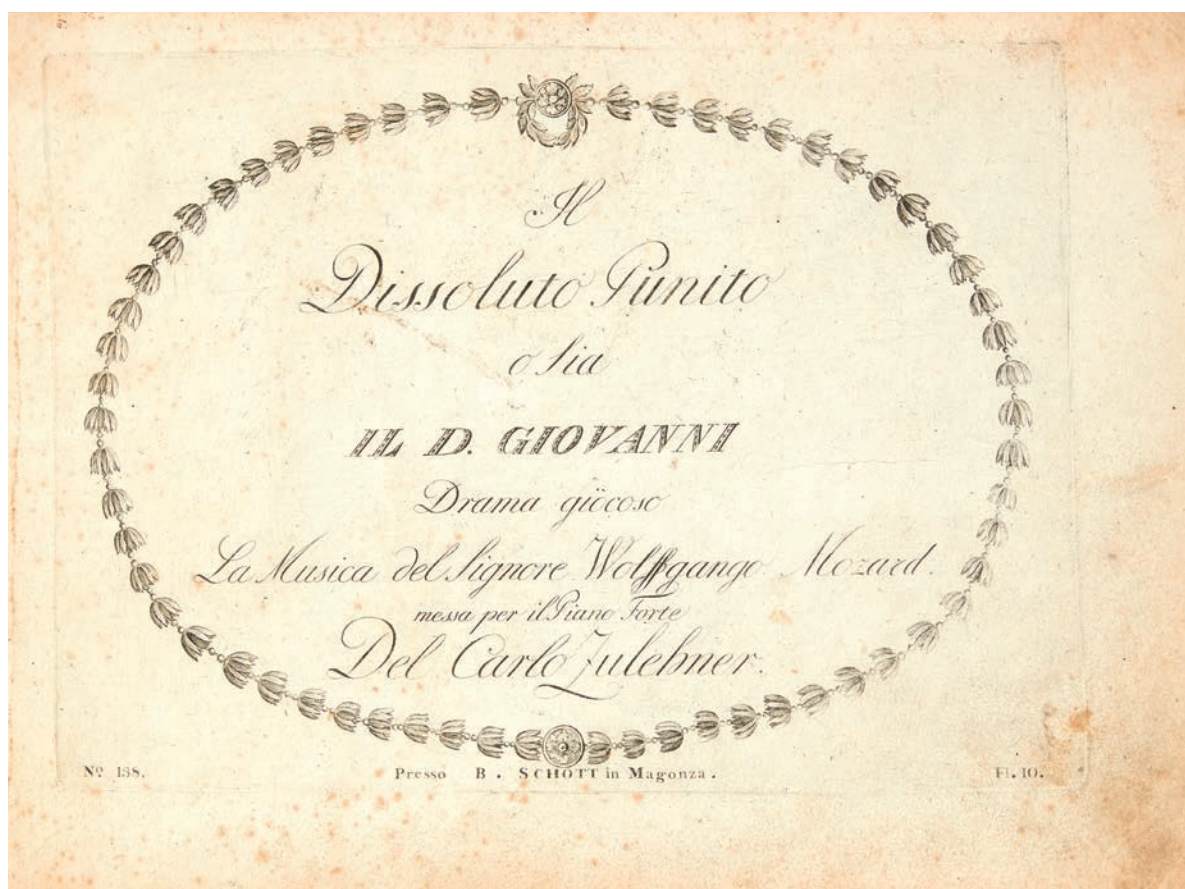 Il
Dissoluto Punito
o sia
IL D. GIOVANNI
Drama giocoso
La Musica del Signore Wolffgango Mozard.
messa per il Piano Forte
Del Carlo Zulehner.
Nº 138.
Presso B. SCHOTT in Magonza.
Fl. 10.